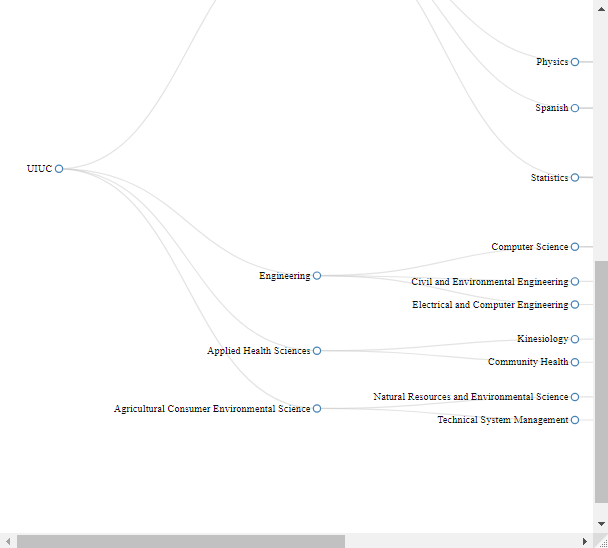 Physics
Spanish
UIUC
Statistics
Computer Science
Engineering
Civil and Environmental Engineering
Electrical and Computer Engineering
Kinesiology
Applied Health Sciences
Community Health
Natural Resources and Environmental Science
Agricultural Consumer Environmental Science
Technical System Management